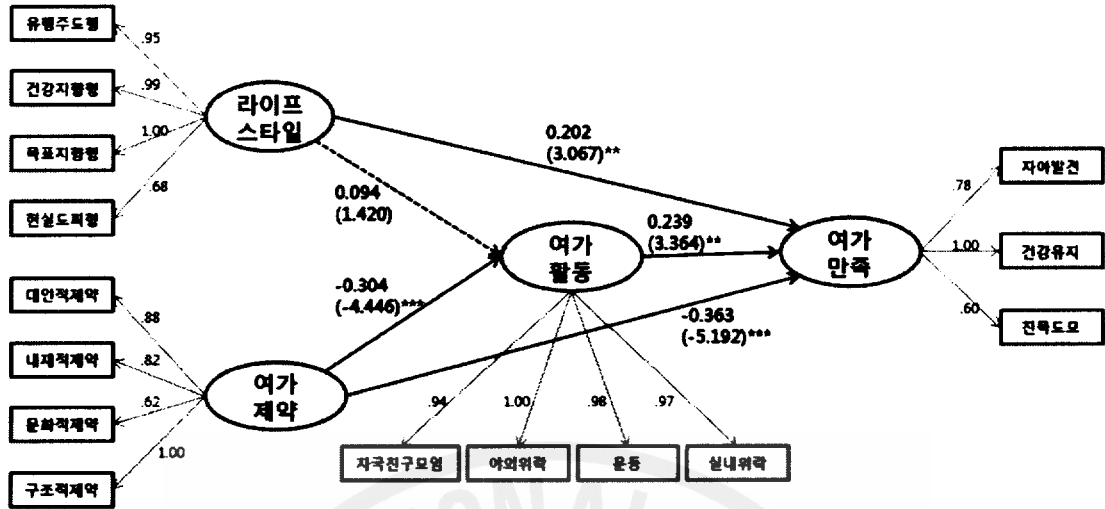 유행주도형
.95
건강지향형
.99
목표지향형
1.00
현실도피형
.68
라이프
스타일
0.202
(3.067)**
0.094
(1.420)
여가
활동
0.239
(3.364)**
여가
만족
자아발전
.78
건강유지
1.00
친목도모
.60
-0.304
(-4.446)***
-0.363
(-5.192)***
대안적제약
.88
내재적제약
.82
문화적제약
.62
구조적제약
1.00
여가
제약
.94
1.00
.98
.97
자국친구모임
야외위락
운동
실내위락